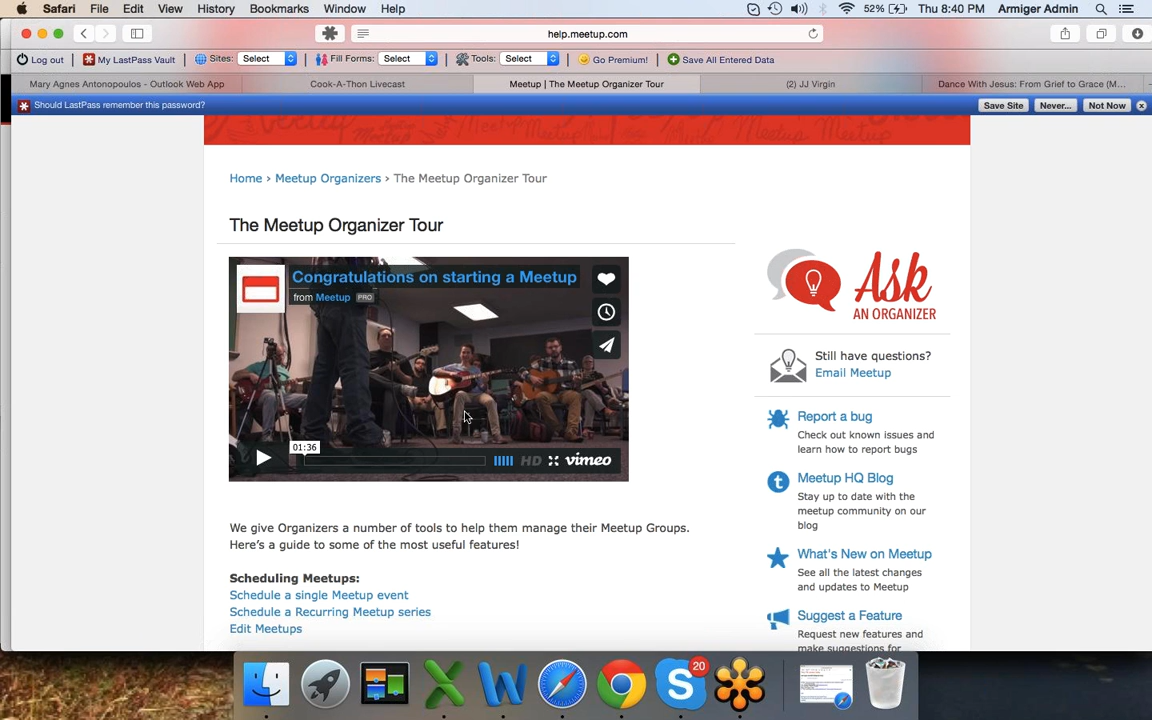 Safari File Edit View History Bookmarks Window Help 52% Thu 8:40 PM Armiger Admin
help.meetup.com
Log out My LastPass Vault Sites: Select Fill Forms: Select Tools: Select Go Premium! Save All Entered Data
Mary Agnes Antonopoulos - Outlook Web App Cook-A-Thon Livecast Meetup | The Meetup Organizer Tour (2) JJ Virgin Dance With Jesus: From Grief to Grace (M...
Should LastPass remember this password? Save Site Never... Not Now
Home › Meetup Organizers › The Meetup Organizer Tour
The Meetup Organizer Tour
Congratulations on starting a Meetup
from Meetup PRO
01:36
HD vimeo
We give Organizers a number of tools to help them manage their Meetup Groups.
Here's a guide to some of the most useful features!
Scheduling Meetups:
Schedule a single Meetup event
Schedule a Recurring Meetup series
Edit Meetups
Ask
AN ORGANIZER
Still have questions?
Email Meetup
Report a bug
Check out known issues and
learn how to report bugs
Meetup HQ Blog
Stay up to date with the
meetup community on our
blog
What's New on Meetup
See all the latest changes
and updates to Meetup
Suggest a Feature
Request new features and
make suggestions for
20